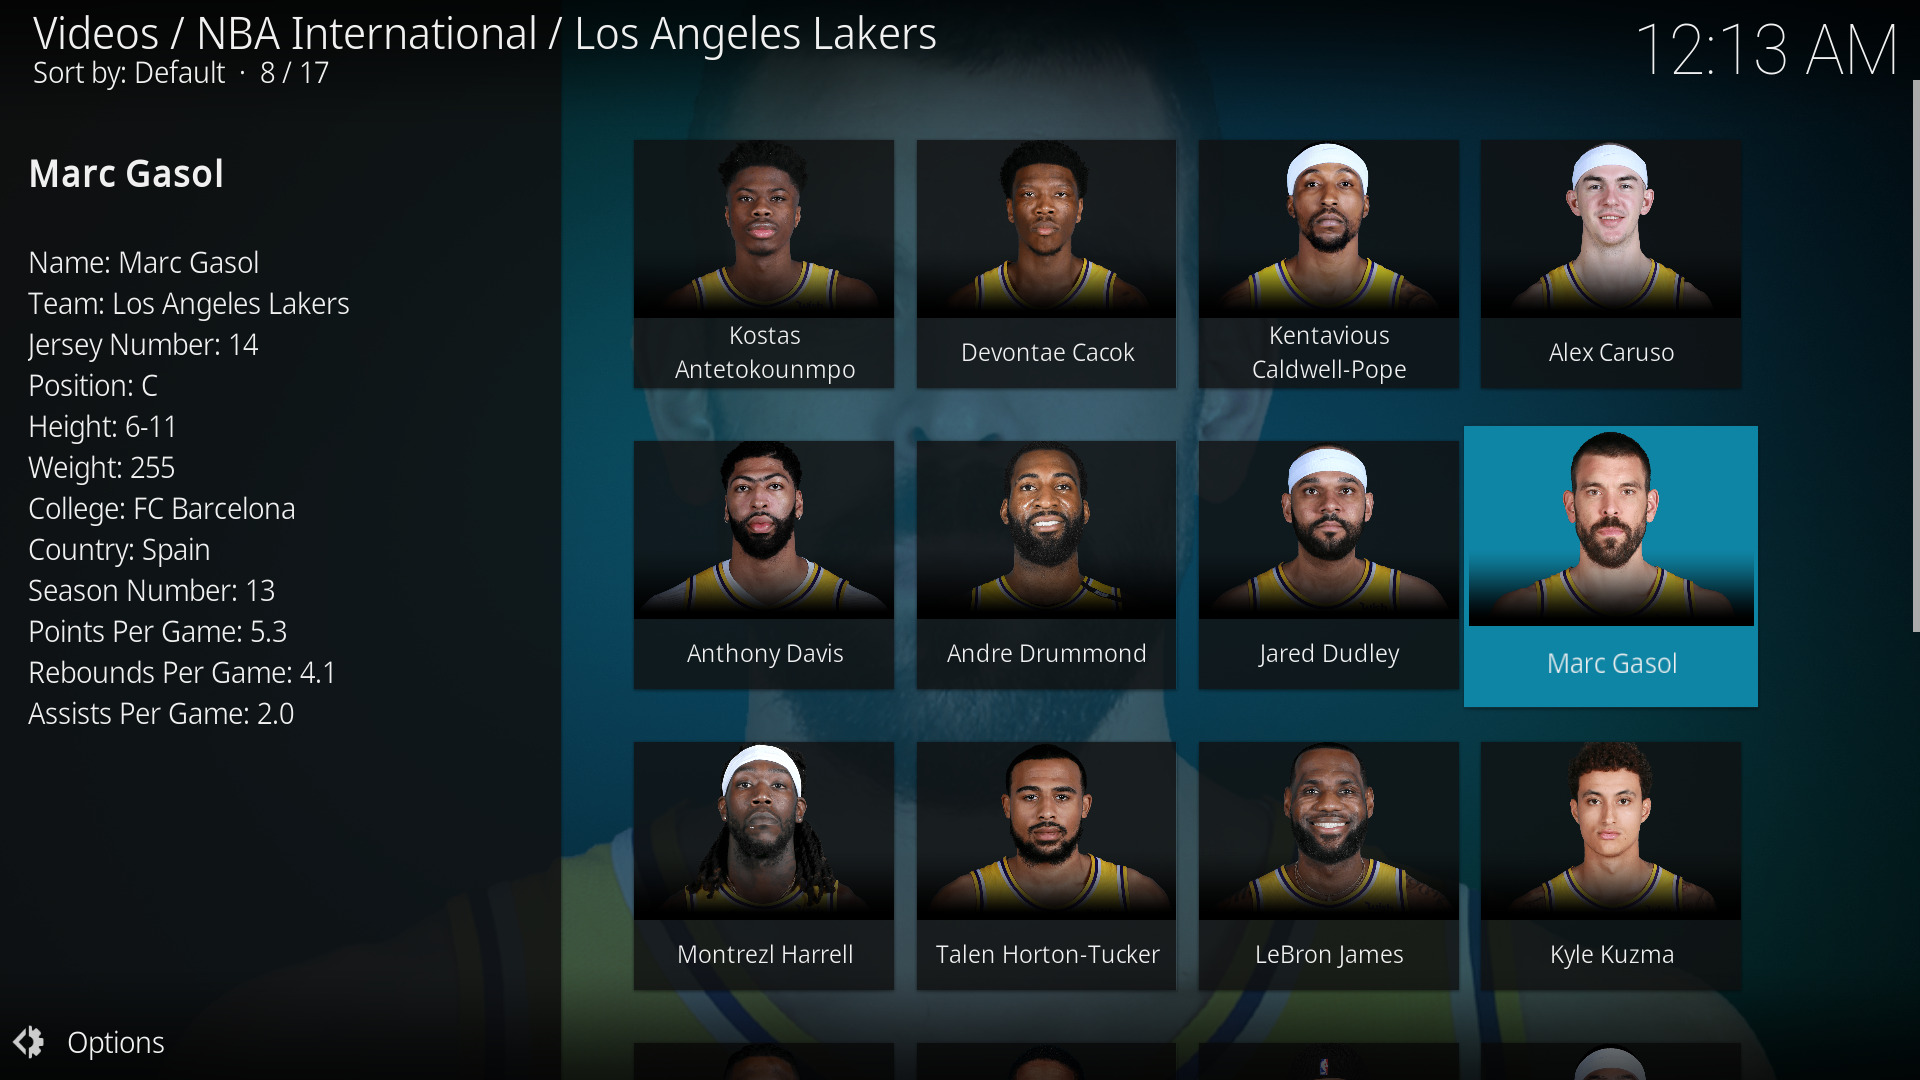 Videos / NBA International / Los Angeles Lakers
Sort by: Default · 8 / 17
12:13 AM
Marc Gasol
Name: Marc Gasol
Team: Los Angeles Lakers
Jersey Number: 14
Position: C
Height: 6-11
Weight: 255
College: FC Barcelona
Country: Spain
Season Number: 13
Points Per Game: 5.3
Rebounds Per Game: 4.1
Assists Per Game: 2.0
Kostas
Antetokounmpo
Devontae Cacok
Kentavious
Caldwell-Pope
Alex Caruso
Anthony Davis
Andre Drummond
Jared Dudley
Marc Gasol
Montrezl Harrell
Talen Horton-Tucker
LeBron James
Kyle Kuzma
Options